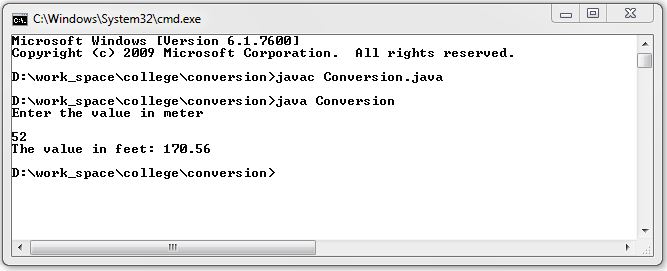 C:\Windows\System32\cmd.exe
Microsoft Windows [Version 6.1.7600]
Copyright (c) 2009 Microsoft Corporation.  All rights reserved.
D:\work_space\college\conversion>javac Conversion.java
D:\work_space\college\conversion>java Conversion
Enter the value in meter
52
The value in feet: 170.56
D:\work_space\college\conversion>